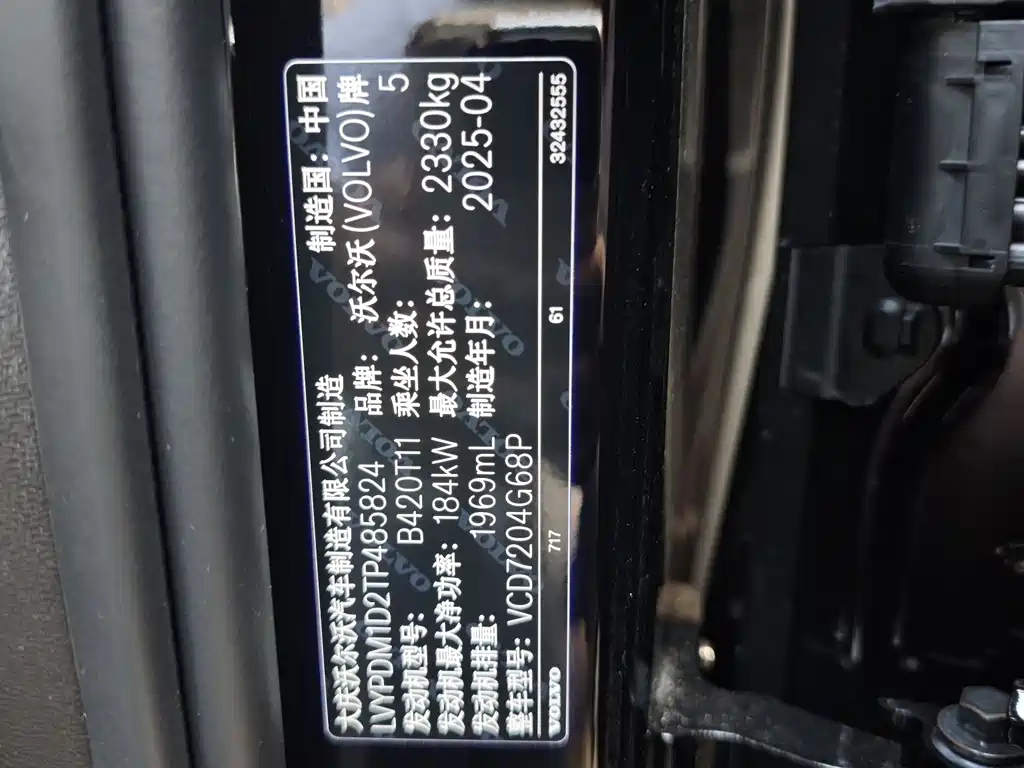 大庆沃尔沃汽车制造有限公司制造 制造国：中国
LVYPDM1D2TP485824 品牌：沃尔沃(VOLVO)牌
发动机型号：B420T11 乘坐人数：5
发动机最大净功率：184kW 最大允许总质量：2330kg
发动机排量：1969mL 制造年月：2025-04
整车型号：VCD7204G68P
VOLVO 717 61 32432555